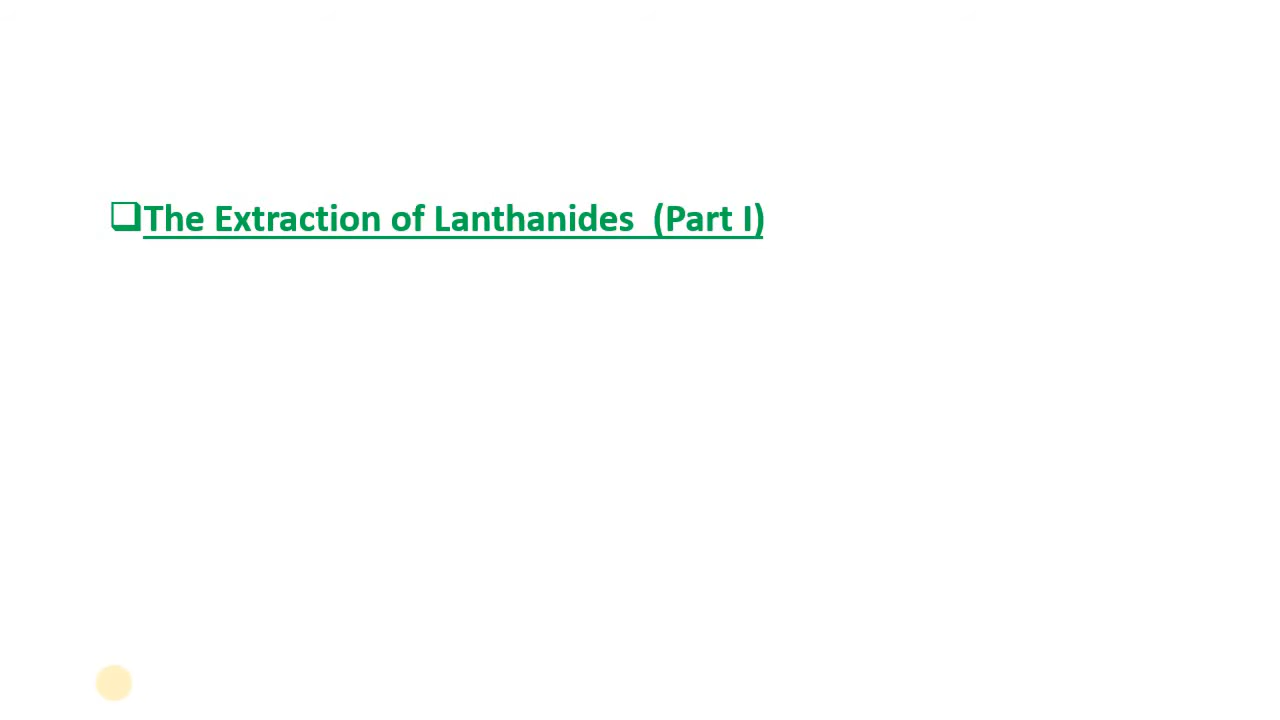 ❑The Extraction of Lanthanides (Part I)